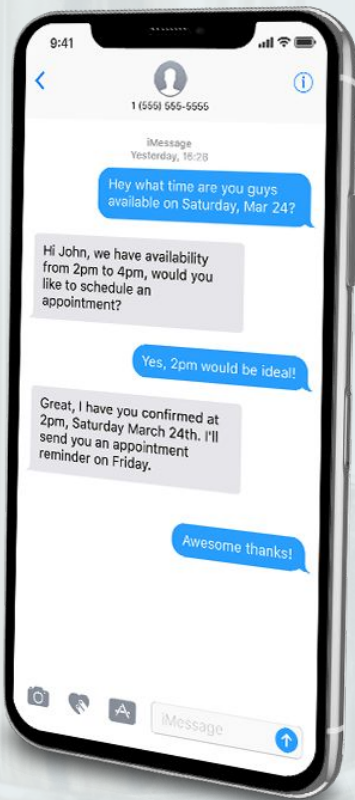 9:41
1 (555) 555-5555
iMessage
Yesterday, 16:28
Hey what time are you guys
available on Saturday, Mar 24?
Hi John, we have availability
from 2pm to 4pm, would you
like to schedule an
appointment?
Yes, 2pm would be ideal!
Great, I have you confirmed at
2pm, Saturday March 24th. I'll
send you an appointment
reminder on Friday.
Awesome thanks!
iMessage